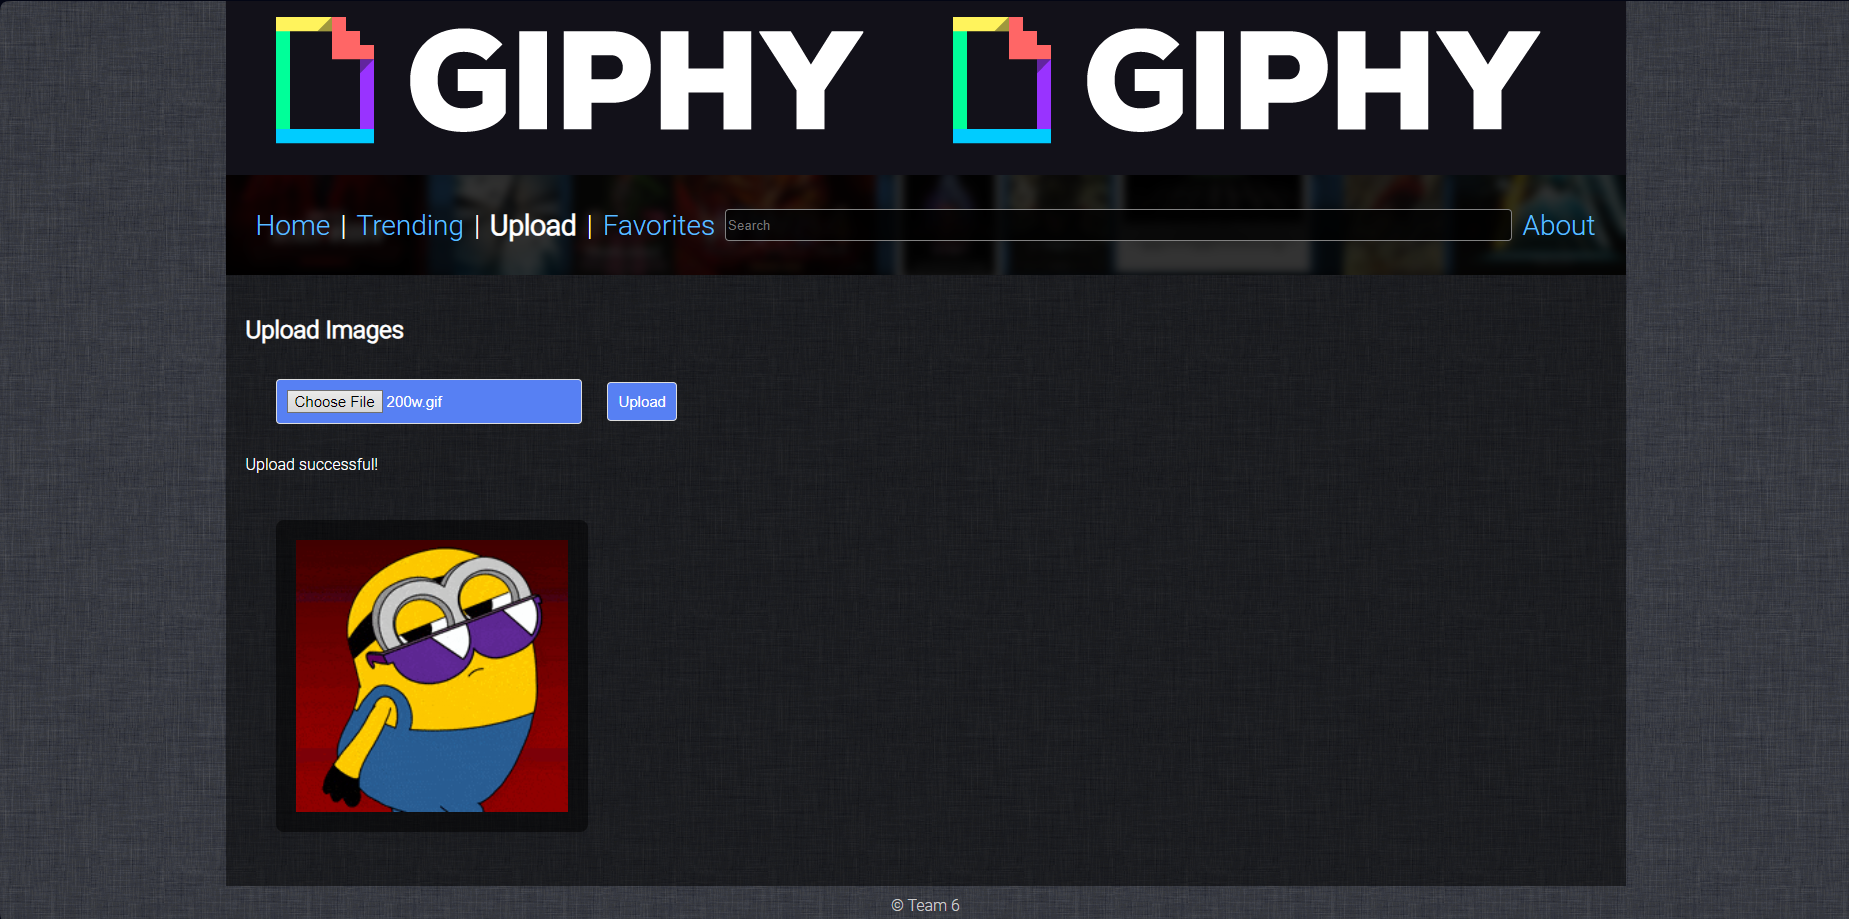 GIPHY GIPHY
Home | Trending | Upload | Favorites Search About
Upload Images
Choose File 200w.gif Upload
Upload successful!
© Team 6